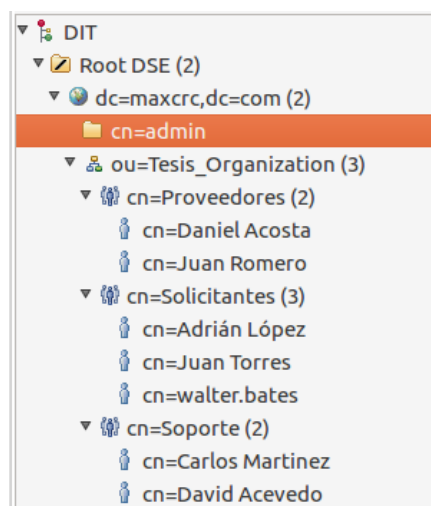 DIT
Root DSE (2)
dc=maxcrc,dc=com (2)
cn=admin
ou=Tesis_Organization (3)
cn=Proveedores (2)
cn=Daniel Acosta
cn=Juan Romero
cn=Solicitantes (3)
cn=Adrián López
cn=Juan Torres
cn=walter.bates
cn=Soporte (2)
cn=Carlos Martinez
cn=David Acevedo